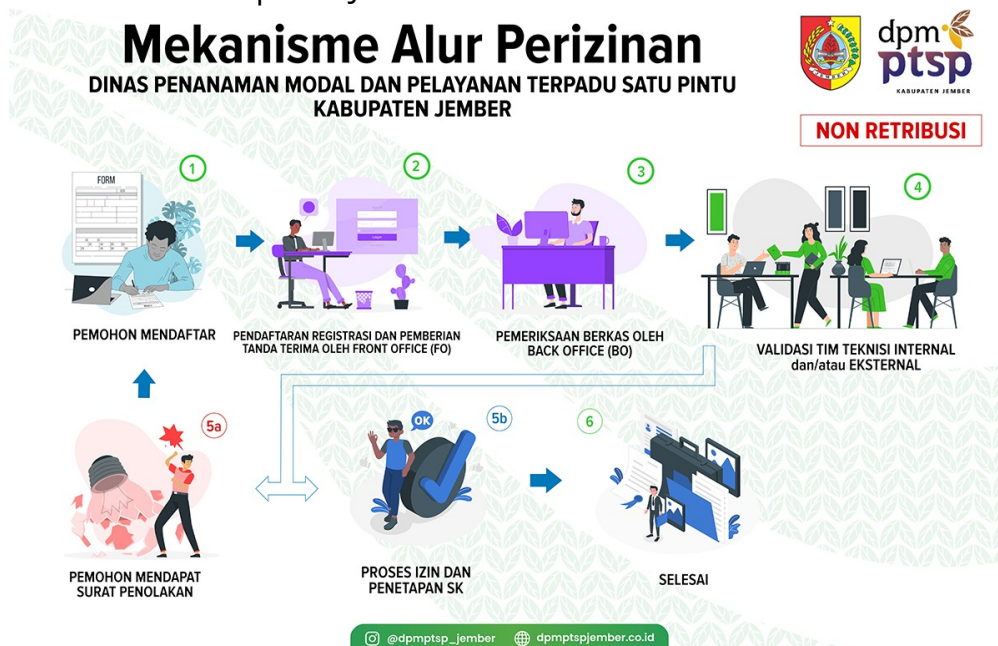 Mekanisme Alur Perizinan
DINAS PENANAMAN MODAL DAN PELAYANAN TERPADU SATU PINTU
KABUPATEN JEMBER
JEMBER
dpm
ptsp
KABUPATEN JEMBER
NON RETRIBUSI
1
FORM
PEMOHON MENDAFTAR
2
Login
PENDAFTARAN REGISTRASI DAN PEMBERIAN
TANDA TERIMA OLEH FRONT OFFICE (FO)
3
PEMERIKSAAN BERKAS OLEH
BACK OFFICE (BO)
4
VALIDASI TIM TEKNISI INTERNAL
dan/atau EKSTERNAL
5a
PEMOHON MENDAPAT
SURAT PENOLAKAN
5b
OK
PROSES IZIN DAN
PENETAPAN SK
6
SELESAI
@dpmptsp_jember
dpmptspjember.co.id